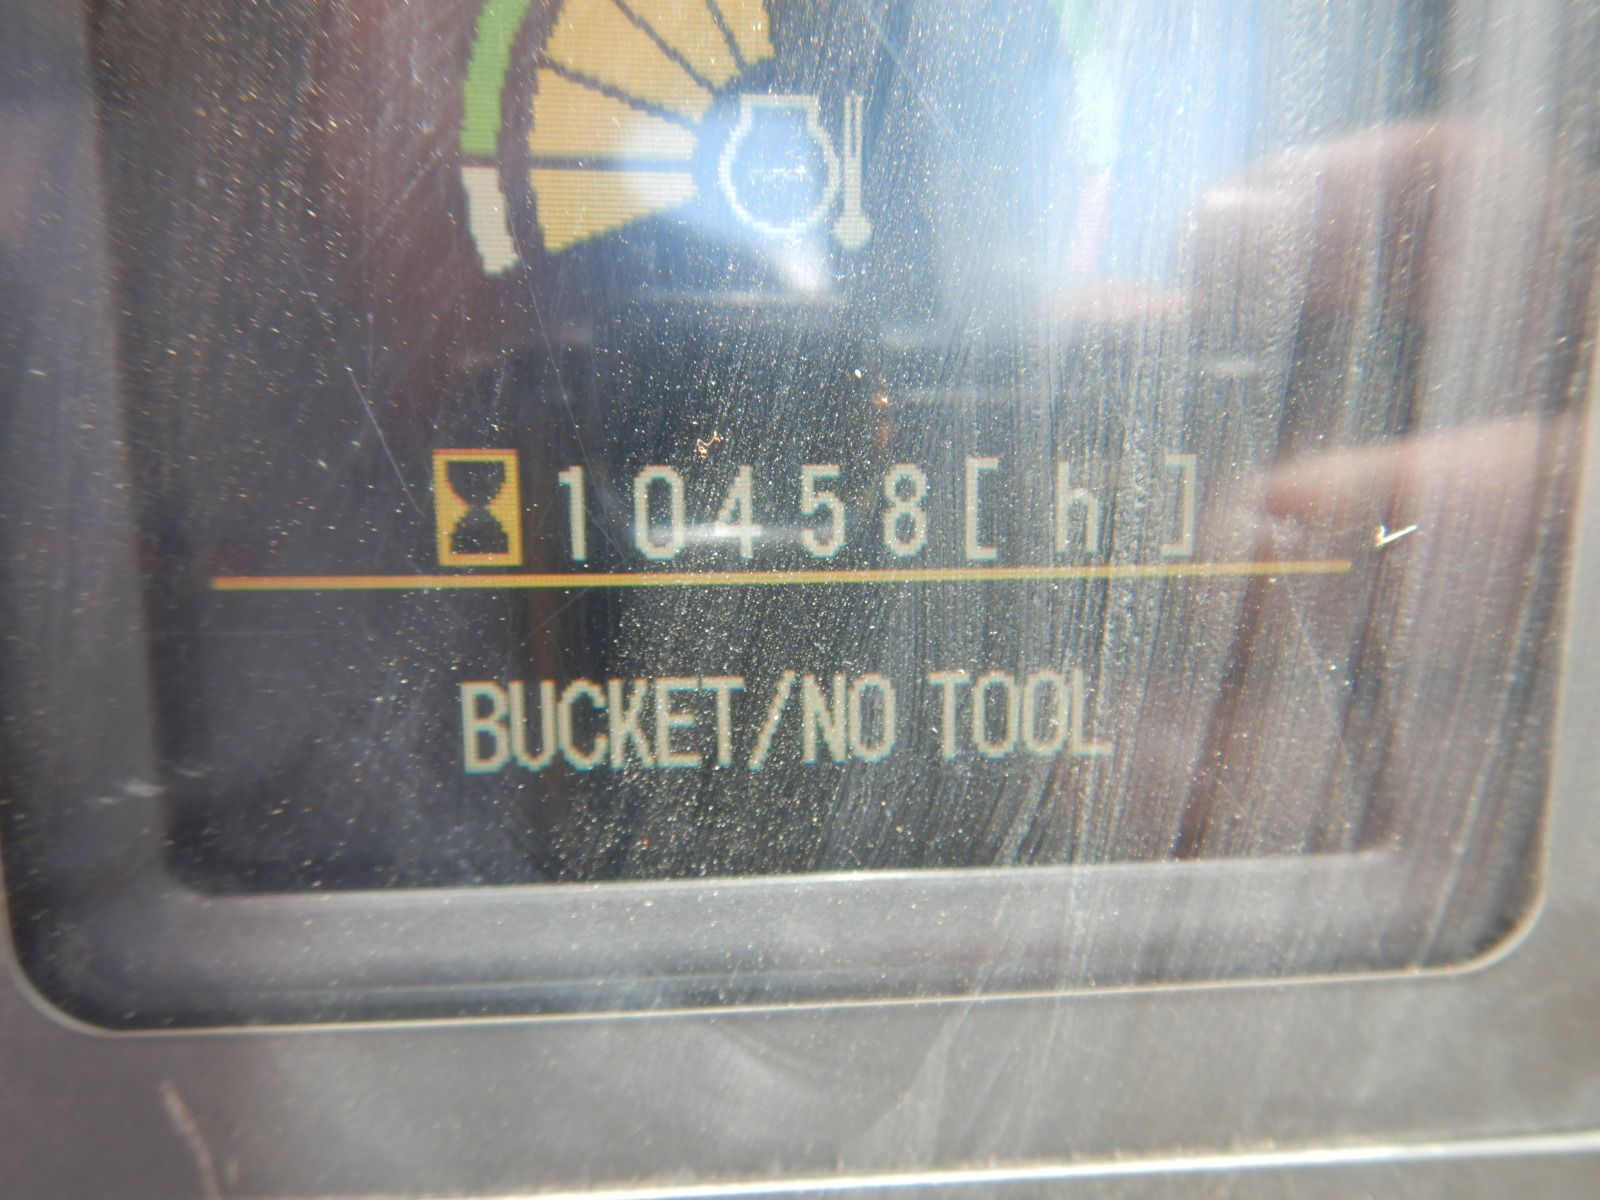 10458[ h ]
BUCKET/NO TOOL